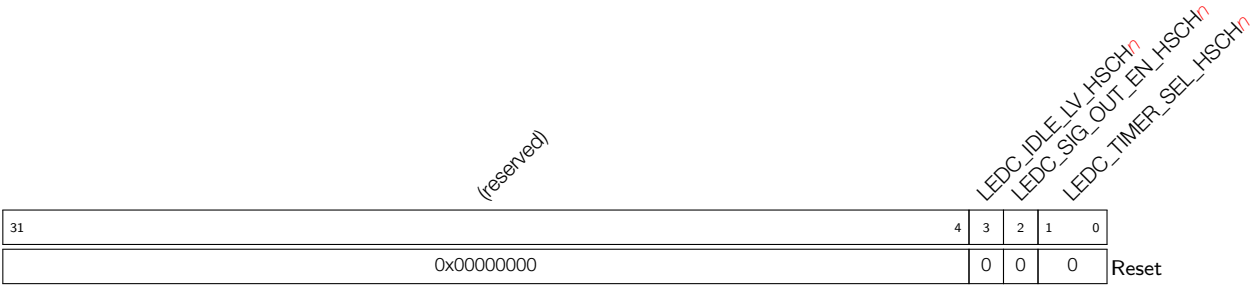 (reserved)
LEDC_IDLE_LV_HSCHn
LEDC_SIG_OUT_EN_HSCHn
LEDC_TIMER_SEL_HSCHn
31 4 3 2 1 0
0x00000000 0 0 0 Reset